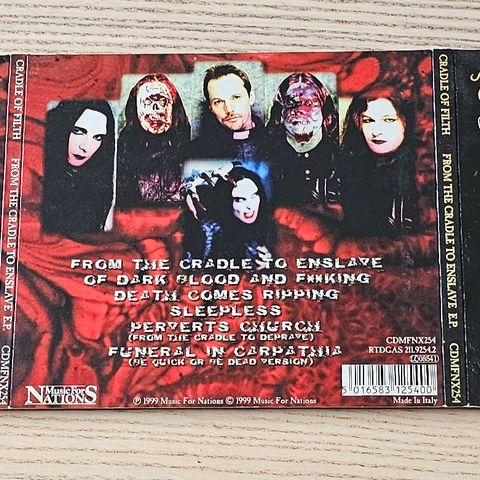 CRADLE OF FILTH FROM THE CRADLE TO ENSLAVE E.P. CDMFNX254
FROM THE CRADLE TO ENSLAVE
OF DARK BLOOD AND F**KING
DEATH COMES RIPPING
SLEEPLESS
PERVERTS CHURCH
(FROM THE CRADLE TO DEPRAVE)
FUNERAL IN CARPATHIA
(BE QUICK OR BE DEAD VERSION)
CDMFNX254
RTDGAS 211.9254.2
(20854)
5 016583 125400
Made In Italy
Music For
NATIONS
℗ 1999 Music For Nations © 1999 Music For Nations
CRADLE OF FILTH FROM THE CRADLE TO ENSLAVE E.P. CDMFNX254